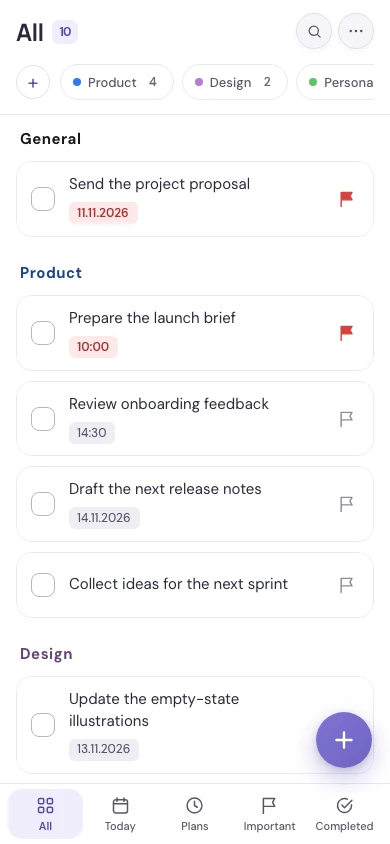 All 10
Product 4
Design 2
Persona
General
Send the project proposal
11.11.2026
Product
Prepare the launch brief
10:00
Review onboarding feedback
14:30
Draft the next release notes
14.11.2026
Collect ideas for the next sprint
Design
Update the empty-state
illustrations
13.11.2026
All
Today
Plans
Important
Completed